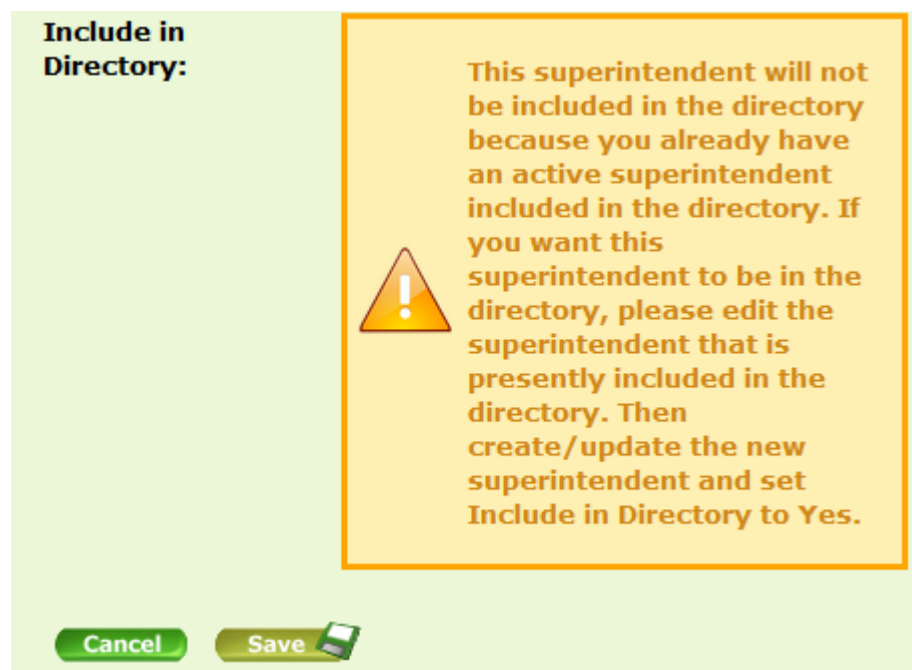 Include in
Directory:
This superintendent will not
be included in the directory
because you already have
an active superintendent
included in the directory. If
you want this
superintendent to be in the
directory, please edit the
superintendent that is
presently included in the
directory. Then
create/update the new
superintendent and set
Include in Directory to Yes.
Cancel
Save